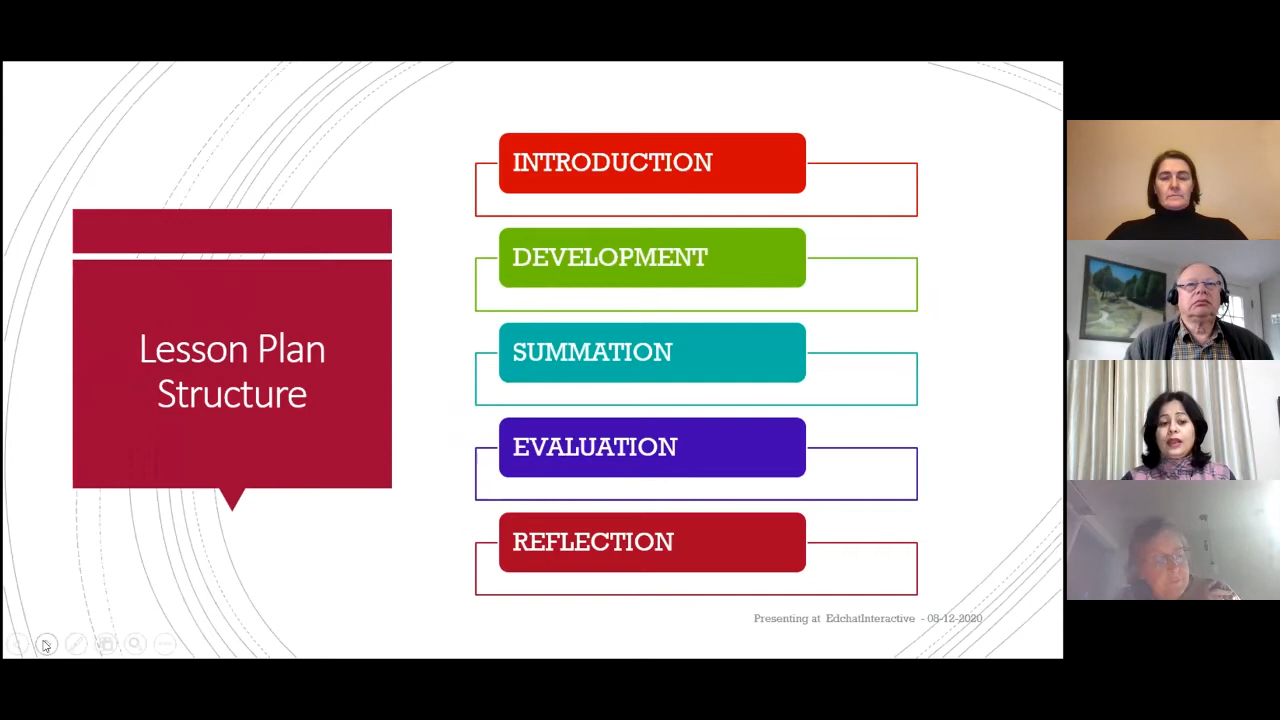 Lesson Plan
Structure
INTRODUCTION
DEVELOPMENT
SUMMATION
EVALUATION
REFLECTION
Presenting at EdchatInteractive - 08-12-2020